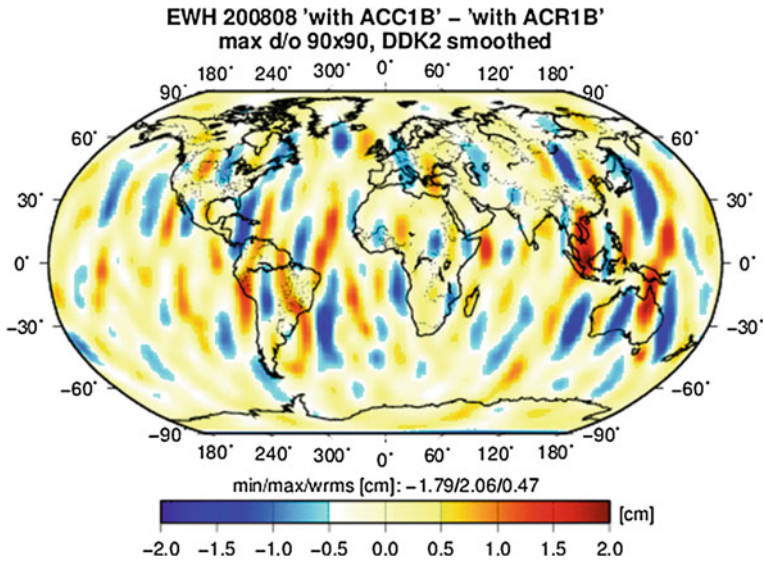 EWH 200808 'with ACC1B' − 'with ACR1B'
max d/o 90x90, DDK2 smoothed
180˚ 240˚ 300˚ 0˚ 60˚ 120˚ 180˚
90˚ 90˚
60˚ 60˚
30˚ 30˚
0˚ 0˚
−30˚ −30˚
−60˚ −60˚
−90˚ −90˚
180˚ 240˚ 300˚ 0˚ 60˚ 120˚ 180˚
min/max/wrms [cm]: −1.79/2.06/0.47
[cm]
−2.0 −1.5 −1.0 −0.5 0.0 0.5 1.0 1.5 2.0